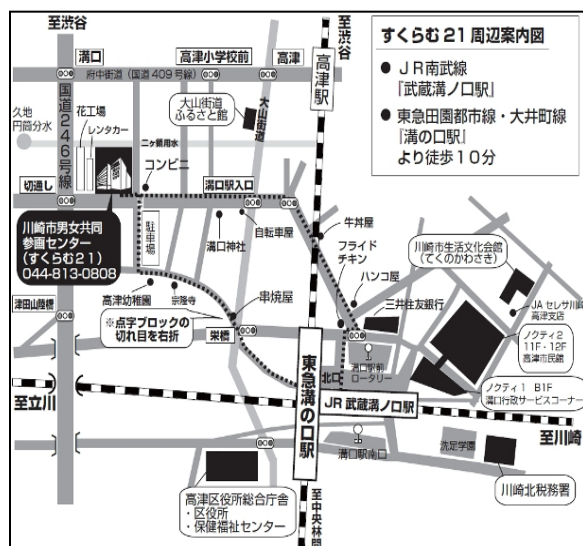 至渋谷
至渋谷
溝口
高津小学校前
高津
府中街道（国道409号線）
高津駅
すくらむ21周辺案内図
● ＪＲ南武線
『武蔵溝ノ口駅』
● 東急田園都市線・大井町線
『溝の口駅』
より徒歩１０分
久地
円筒分水
国道246号線
花工場
レンタカー
大山街道
ふるさと館
大山街道
二ヶ領用水
コンビニ
切通し
溝口駅入口
川崎市男女共同
参画センター
(すくらむ21)
044-813-0808
駐車場
溝口神社
自転車屋
牛丼屋
フライド
チキン
ハンコ屋
川崎市生活文化会館
(てくのかわさき)
三井住友銀行
JA セレサ川崎
高津支店
高津幼稚園
宗隆寺
串焼屋
津田山陸橋
※点字ブロックの
切れ目を右折
栄橋
ノクティ2
11F・12F
高津市民館
溝口駅前
ロータリー
北口
ノクティ1 B1F
溝口行政サービスコーナー
至立川
東急溝の口駅
JR 武蔵溝ノ口駅
至川崎
溝口駅南口
洗足学園
川崎北税務署
高津区役所総合庁舎
・区役所
・保健福祉センター
至中央林間